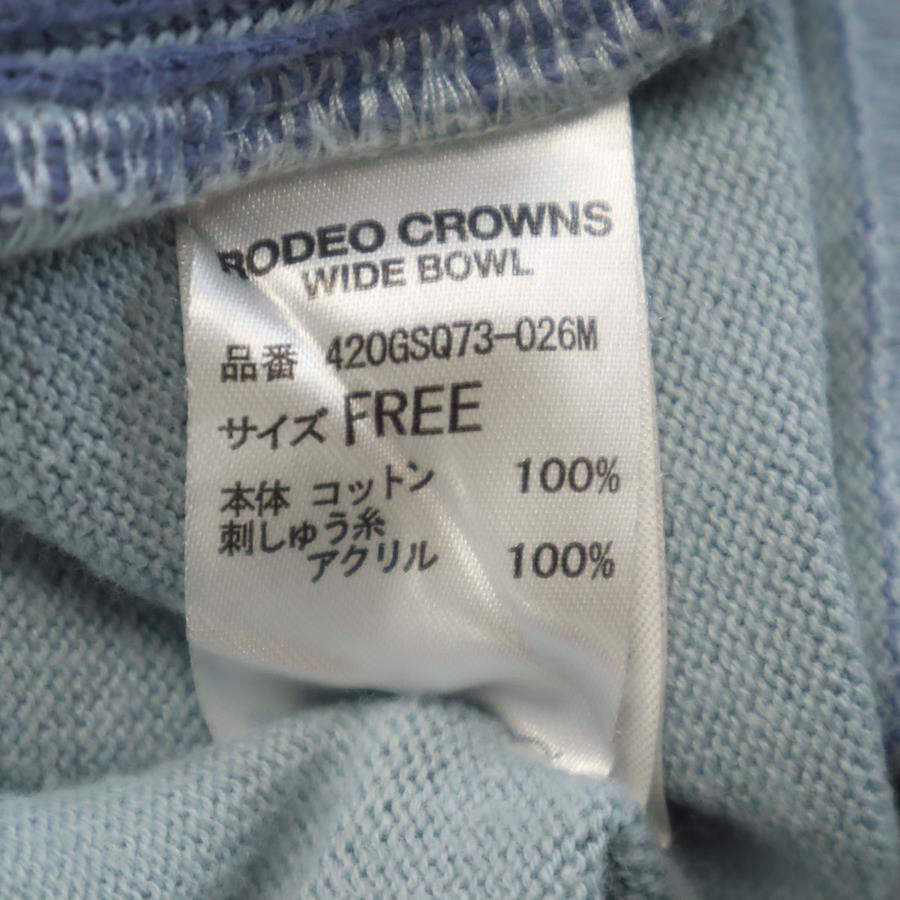 RODEO CROWNS
WIDE BOWL
品番 420GSQ73-026M
サイズ FREE
本体 コットン 100%
刺しゅう糸
アクリル 100%